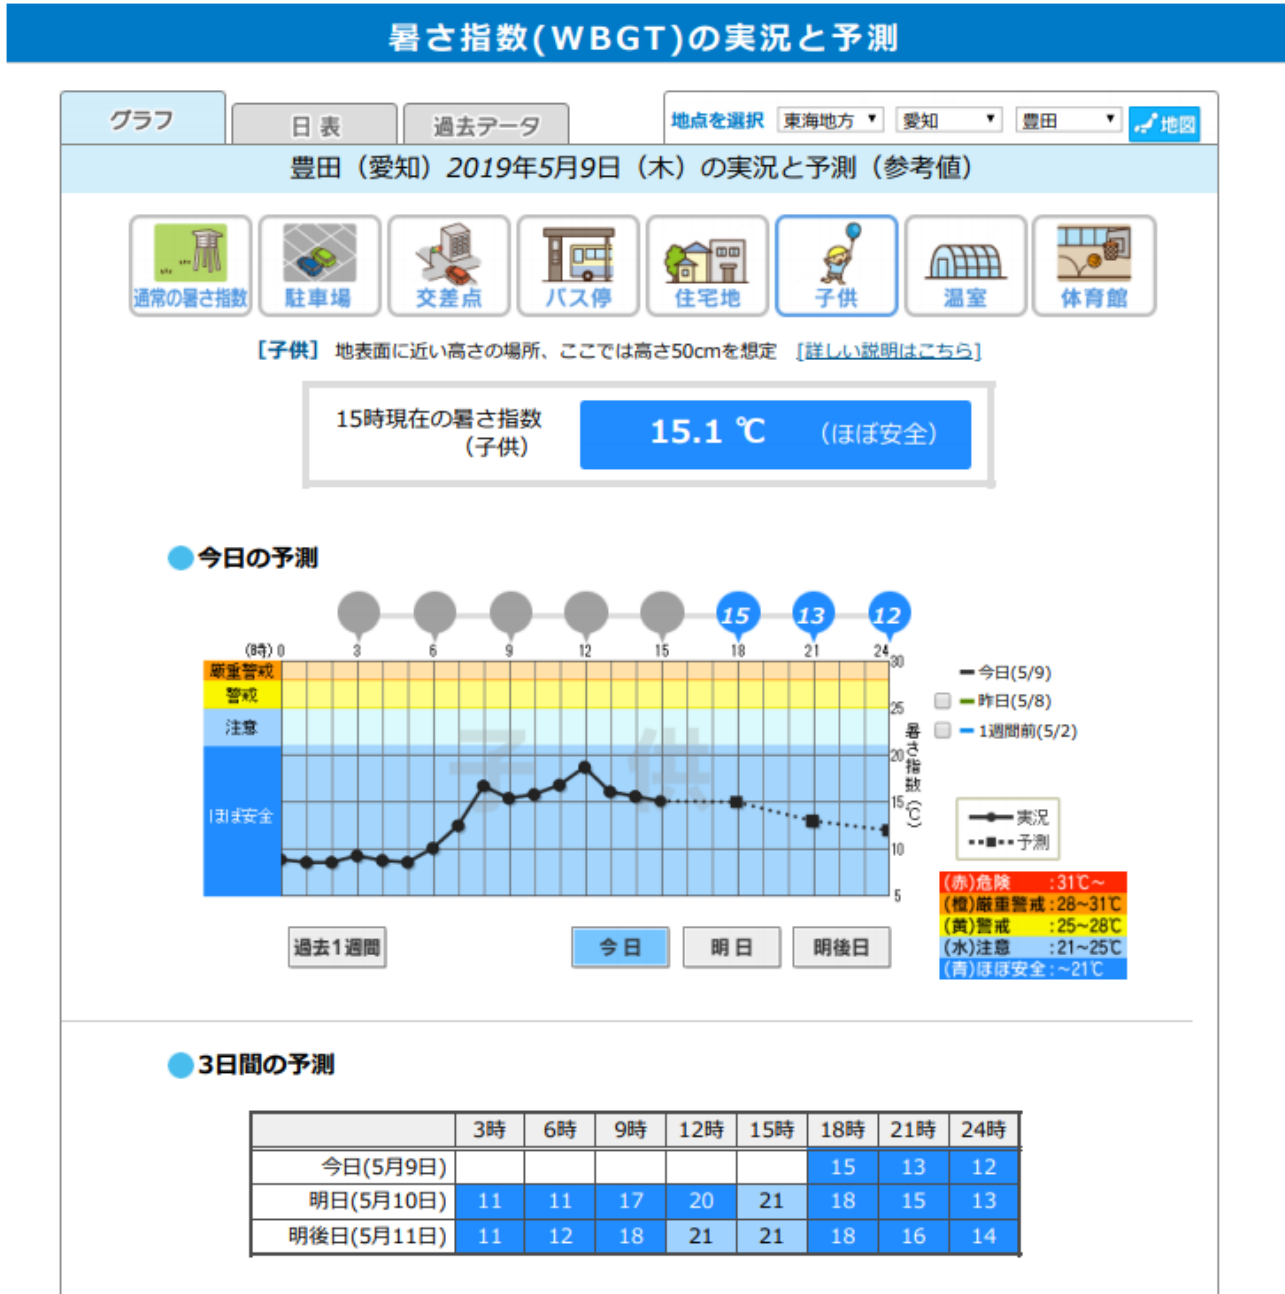 暑さ指数(WBGT)の実況と予測
グラフ 日表 過去データ 地点を選択 東海地方 ▼ 愛知 ▼ 豊田 ▼ 地図
豊田（愛知）2019年5月9日（木）の実況と予測（参考値）
通常の暑さ指数 駐車場 交差点 バス停 住宅地 子供 温室 体育館
[子供] 地表面に近い高さの場所、ここでは高さ50cmを想定 [詳しい説明はこちら]
15時現在の暑さ指数
（子供）
15.1 ℃ （ほぼ安全）
今日の予測
15 13 12
(時) 0 3 6 9 12 15 18 21 24
厳重警戒
警戒
注意
ほぼ安全
子 供
30
25
20
15
10
5
暑さ指数(℃)
今日(5/9)
昨日(5/8)
1週間前(5/2)
実況
予測
(赤)危険 :31℃～
(橙)厳重警戒:28～31℃
(黄)警戒 :25～28℃
(水)注意 :21～25℃
(青)ほぼ安全:～21℃
過去1週間 今日 明日 明後日
3日間の予測
3時 6時 9時 12時 15時 18時 21時 24時
今日(5月9日) 15 13 12
明日(5月10日) 11 11 17 20 21 18 15 13
明後日(5月11日) 11 12 18 21 21 18 16 14